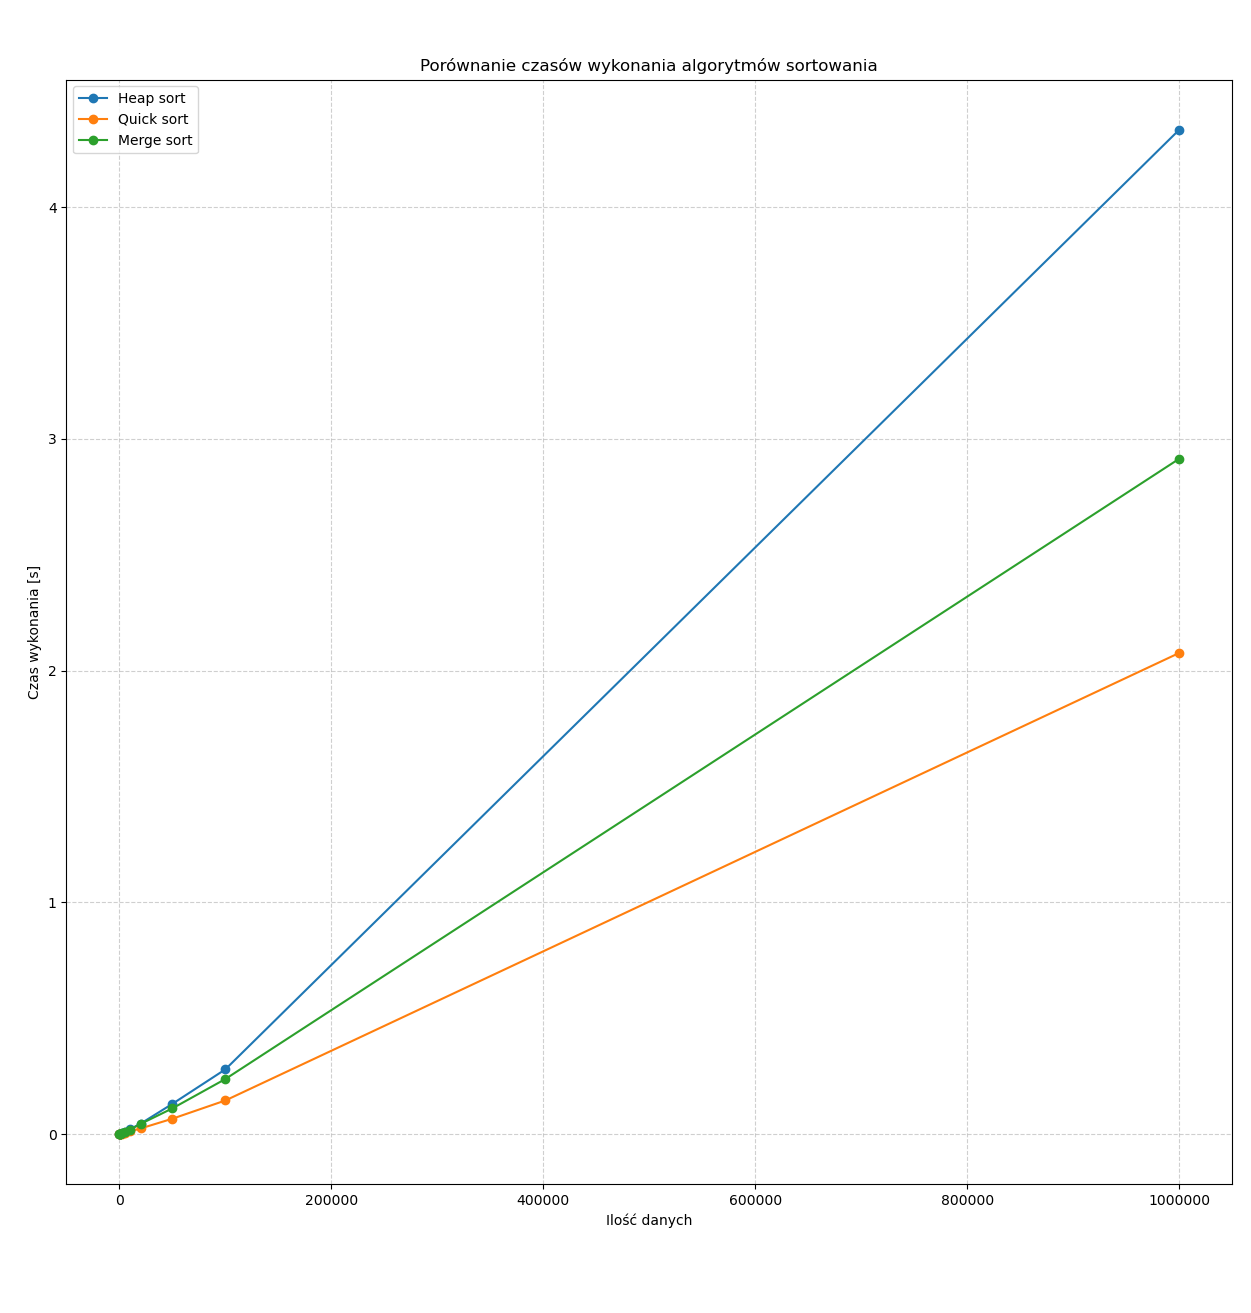 Porównanie czasów wykonania algorytmów sortowania
Heap sort
Quick sort
Merge sort
4
3
2
1
0
Czas wykonania [s]
0 200000 400000 600000 800000 1000000
Ilość danych